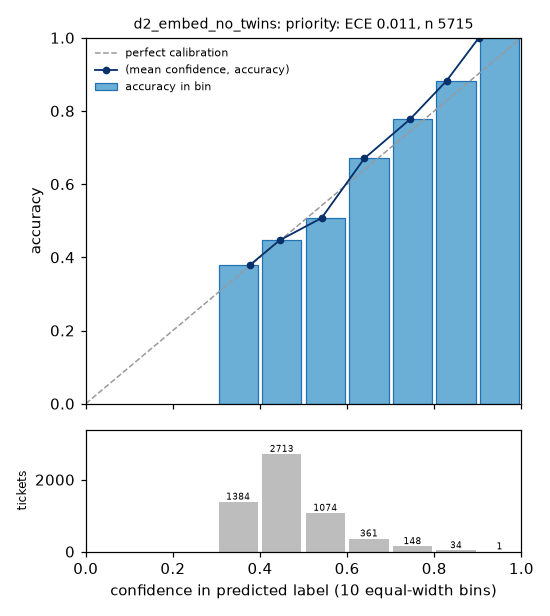 d2_embed_no_twins: priority: ECE 0.011, n 5715
perfect calibration
(mean confidence, accuracy)
accuracy in bin
1.0
0.8
0.6
0.4
0.2
0.0
accuracy
2713
1384
1074
361
148
34
1
2000
0
tickets
0.0 0.2 0.4 0.6 0.8 1.0
confidence in predicted label (10 equal-width bins)